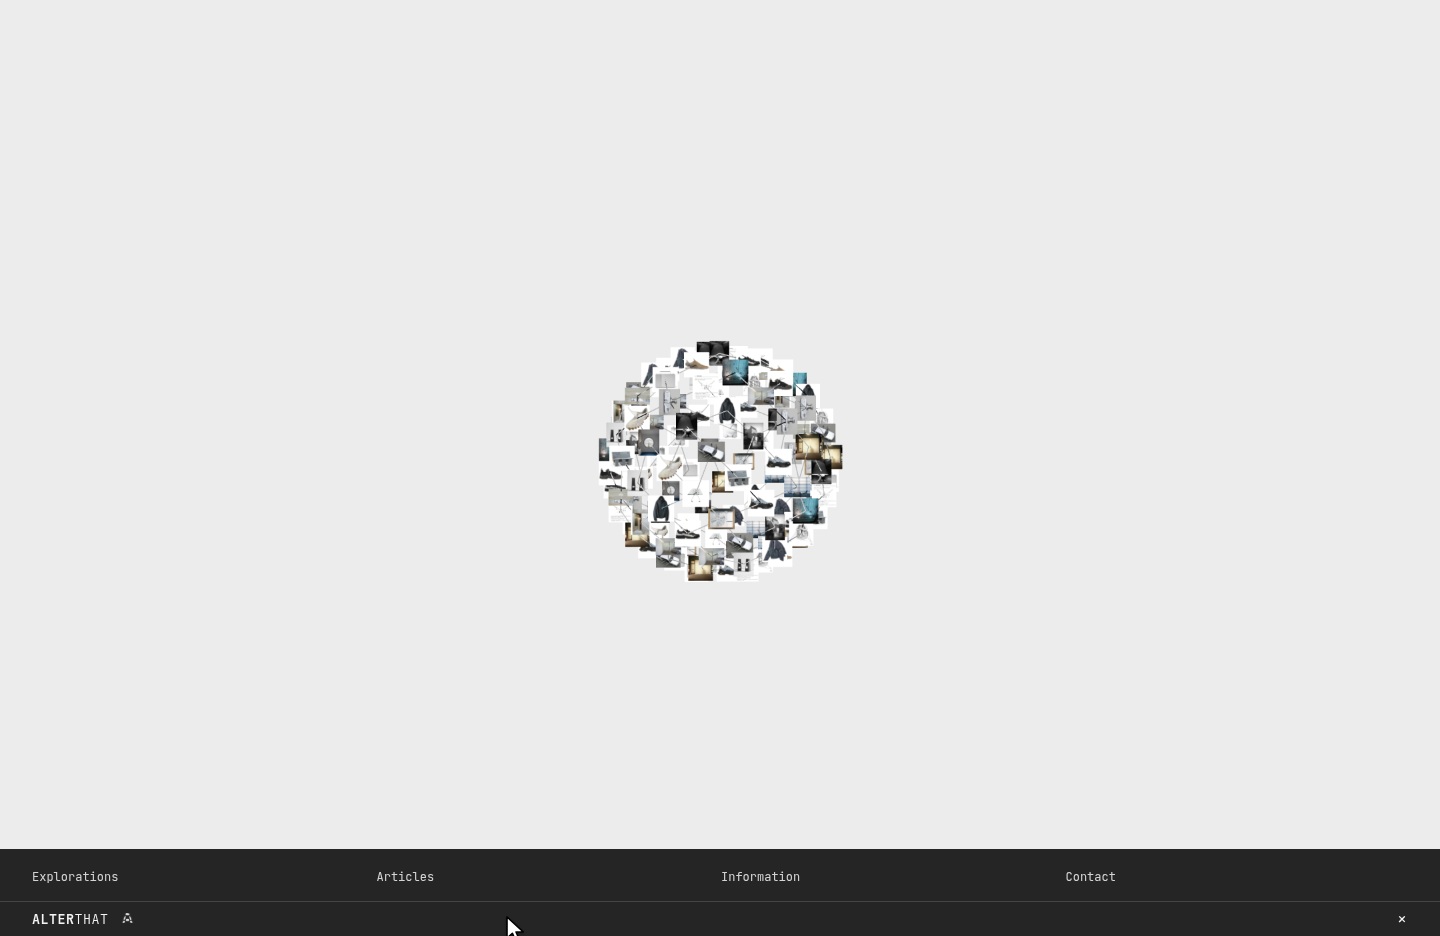 Explorations
Articles
Information
Contact
ALTERTHAT
×